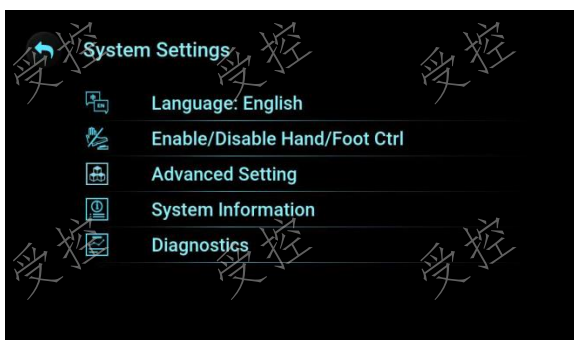 System Settings
Language: English
Enable/Disable Hand/Foot Ctrl
Advanced Setting
System Information
Diagnostics
受控
受控
受控
受控
受控
受控